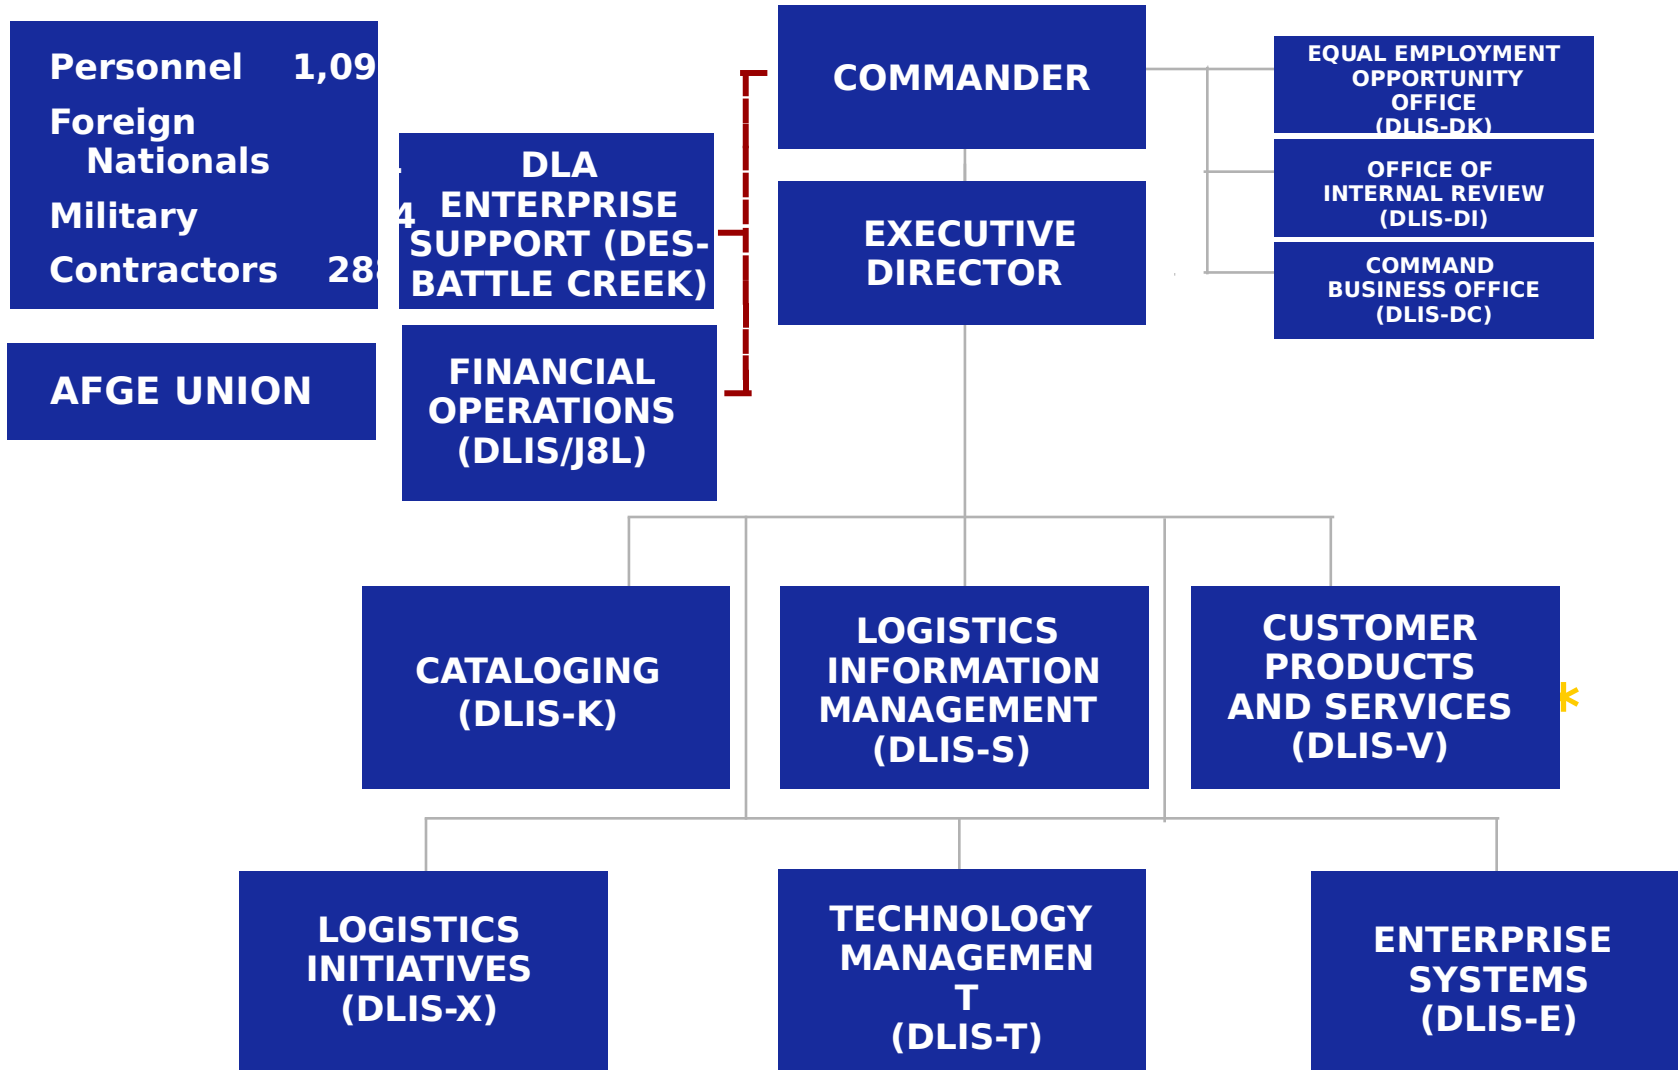 Personnel 1,09
Foreign
Nationals
Military 4
Contractors 288
AFGE UNION
DLA
ENTERPRISE
SUPPORT (DES-
BATTLE CREEK)
FINANCIAL
OPERATIONS
(DLIS/J8L)
COMMANDER
EXECUTIVE
DIRECTOR
EQUAL EMPLOYMENT
OPPORTUNITY
OFFICE
(DLIS-DK)
OFFICE OF
INTERNAL REVIEW
(DLIS-DI)
COMMAND
BUSINESS OFFICE
(DLIS-DC)
CATALOGING
(DLIS-K)
LOGISTICS
INFORMATION
MANAGEMENT
(DLIS-S)
CUSTOMER
PRODUCTS
AND SERVICES
(DLIS-V)
*
LOGISTICS
INITIATIVES
(DLIS-X)
TECHNOLOGY
MANAGEMEN
T
(DLIS-T)
ENTERPRISE
SYSTEMS
(DLIS-E)